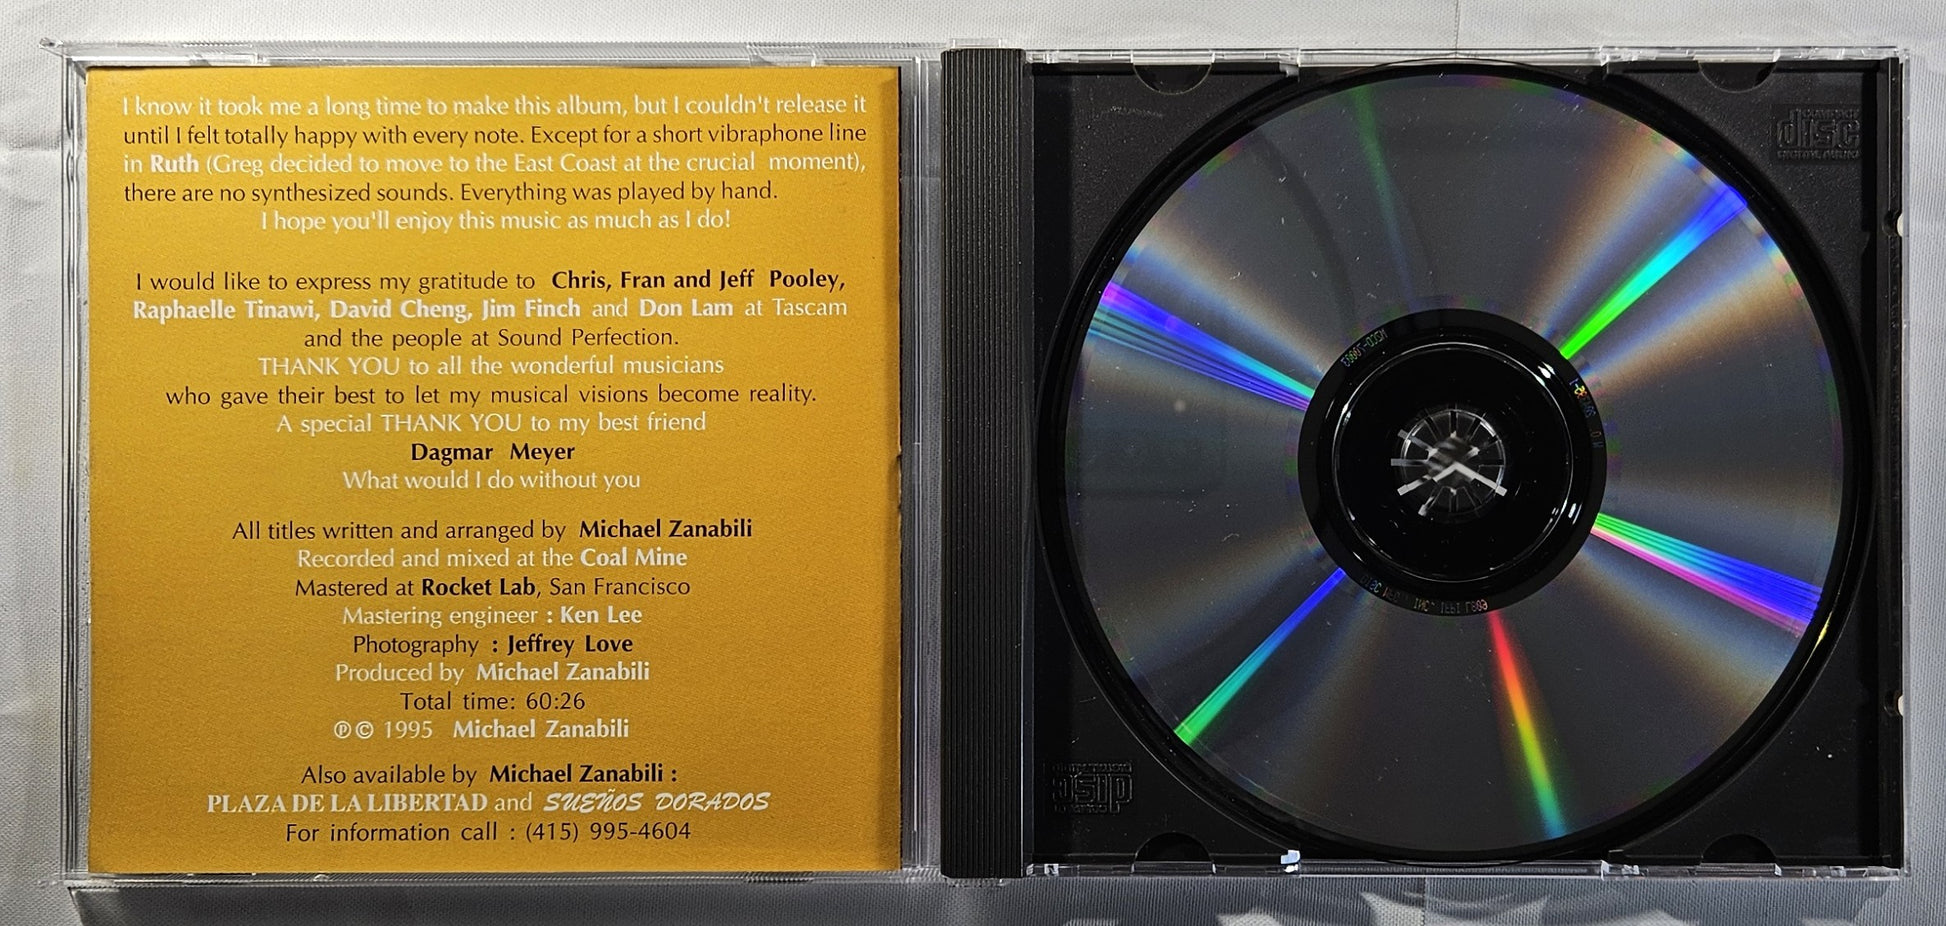 I know it took me a long time to make this album, but I couldn't release it
until I felt totally happy with every note. Except for a short vibraphone line
in Ruth (Greg decided to move to the East Coast at the crucial moment),
there are no synthesized sounds. Everything was played by hand.
I hope you'll enjoy this music as much as I do!
I would like to express my gratitude to Chris, Fran and Jeff Pooley,
Raphaelle Tinawi, David Cheng, Jim Finch and Don Lam at Tascam
and the people at Sound Perfection.
THANK YOU to all the wonderful musicians
who gave their best to let my musical visions become reality.
A special THANK YOU to my best friend
Dagmar Meyer
What would I do without you
All titles written and arranged by Michael Zanabili
Recorded and mixed at the Coal Mine
Mastered at Rocket Lab, San Francisco
Mastering engineer : Ken Lee
Photography : Jeffrey Love
Produced by Michael Zanabili
Total time: 60:26
℗© 1995 Michael Zanabili
Also available by Michael Zanabili :
PLAZA DE LA LIBERTAD and SUEÑOS DORADOS
For information call : (415) 995-4604
COMPACT
disc
DIGITAL AUDIO